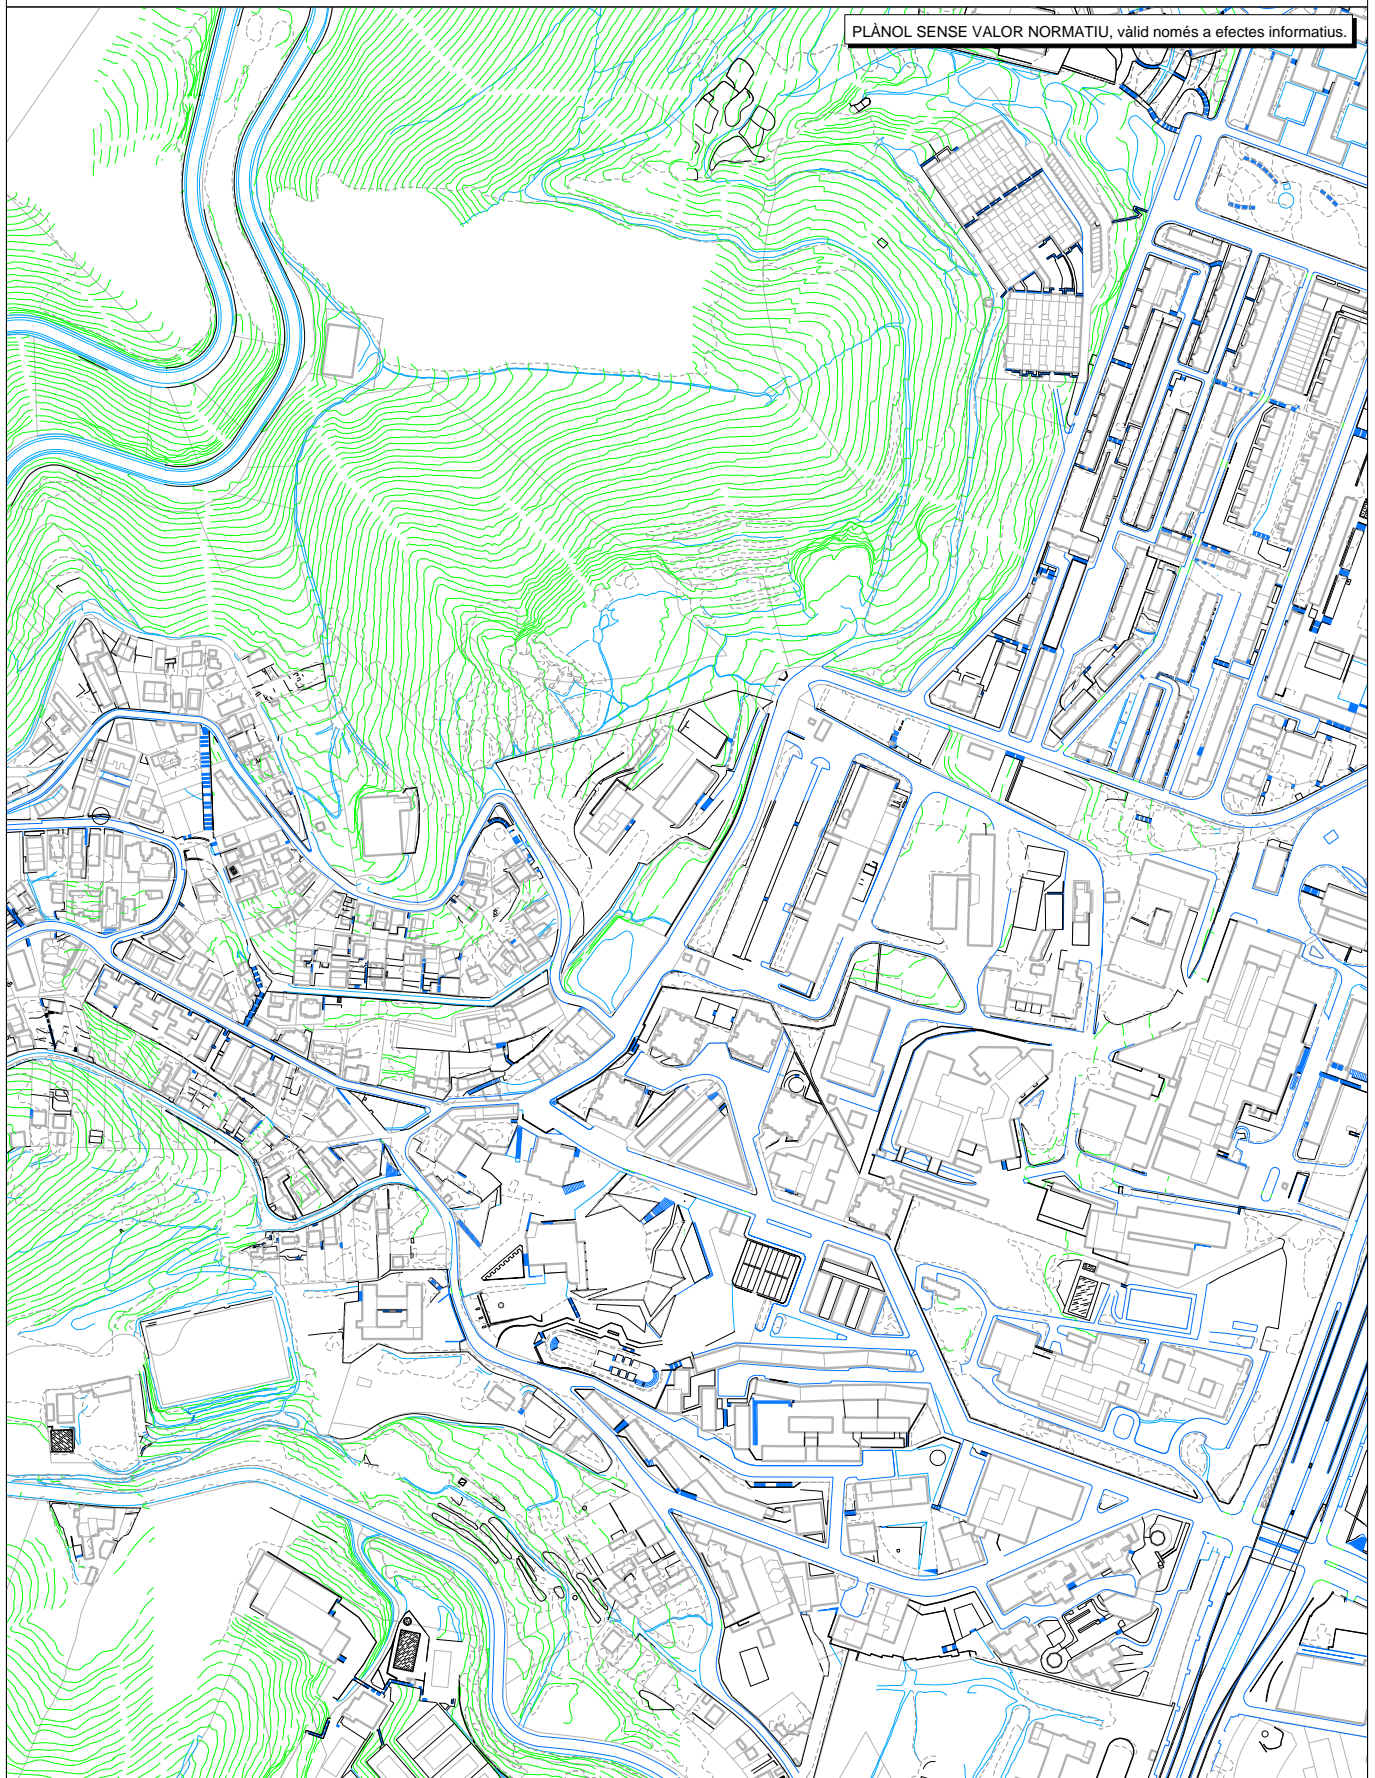 PLÀNOL SENSE VALOR NORMATIU, vàlid només a efectes informatius.